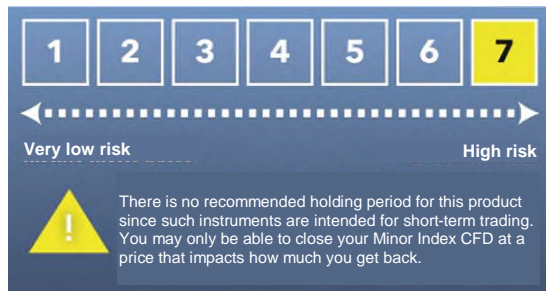 1 2 3 4 5 6 7
Very low risk High risk
!
There is no recommended holding period for this product
since such instruments are intended for short-term trading.
You may only be able to close your Minor Index CFD at a
price that impacts how much you get back.